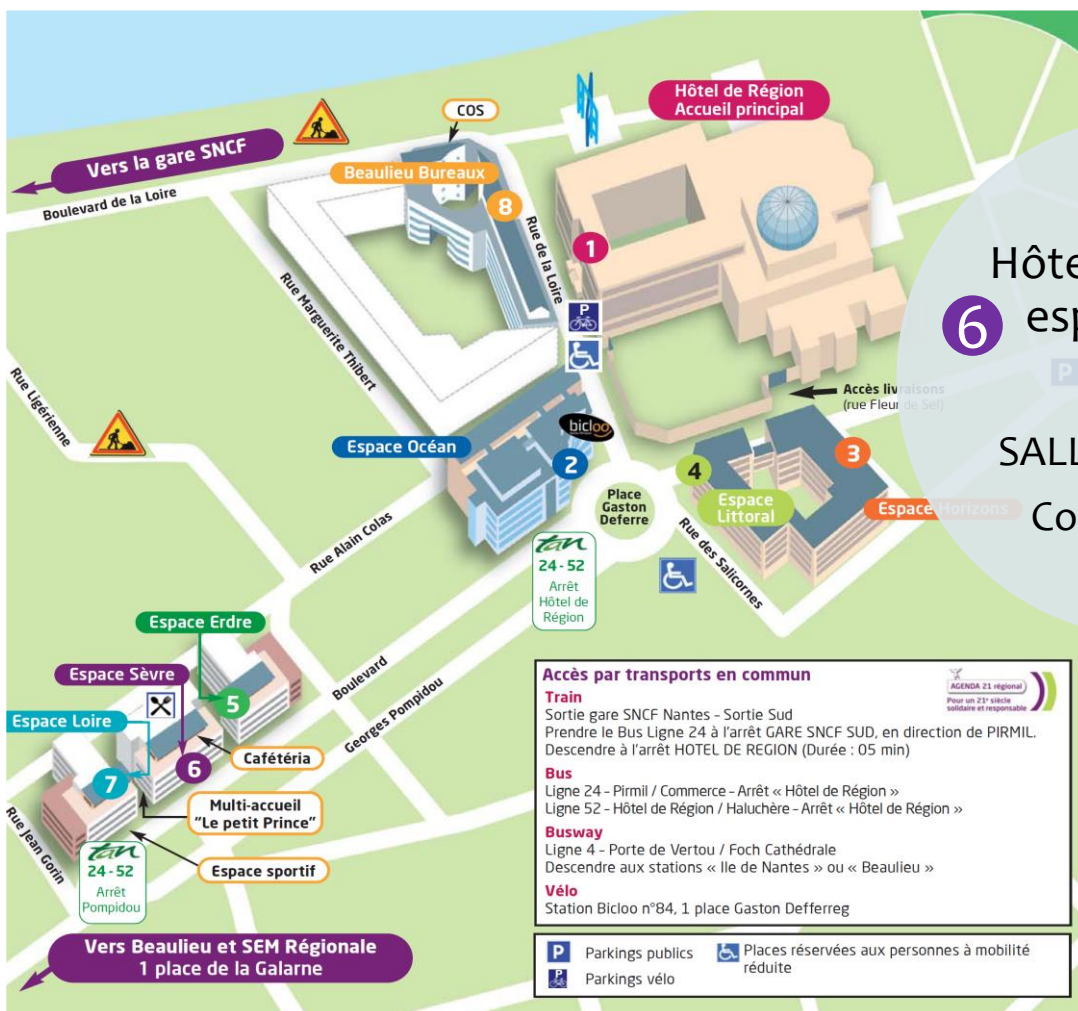 COS
Hôtel de Région
Accueil principal
Vers la gare SNCF
Boulevard de la Loire
Beaulieu Bureaux
8
Rue de la Loire
1
Rue Marguerite Thibert
P
Rue Ligérienne
Hôte
6 esp
P
Accès livraisons
(rue Fleur de Sel)
SALL
Co
bicloo
Espace Océan
2
4
3
Espace
Littoral
Espace Horizons
Place
Gaston
Deferre
Rue Alain Colas
Rue des Salicornes
tan
24 - 52
Arrêt
Hôtel de
Région
Espace Erdre
Boulevard
Georges Pompidou
Espace Sèvre
5
Espace Loire
Cafétéria
7
6
Multi-accueil
"Le petit Prince"
Rue Jean Gorin
Espace sportif
tan
24 - 52
Arrêt
Pompidou
Vers Beaulieu et SEM Régionale
1 place de la Galarne
Accès par transports en commun
AGENDA 21 régional
Pour un 21e siècle
solidaire et responsable
Train
Sortie gare SNCF Nantes - Sortie Sud
Prendre le Bus Ligne 24 à l'arrêt GARE SNCF SUD, en direction de PIRMIL.
Descendre à l'arrêt HOTEL DE REGION (Durée : 05 min)
Bus
Ligne 24 - Pirmil / Commerce - Arrêt « Hôtel de Région »
Ligne 52 - Hôtel de Région / Haluchère - Arrêt « Hôtel de Région »
Busway
Ligne 4 - Porte de Vertou / Foch Cathédrale
Descendre aux stations « Ile de Nantes » ou « Beaulieu »
Vélo
Station Bicloo n°84, 1 place Gaston Defferreg
P Parkings publics
Places réservées aux personnes à mobilité
réduite
P Parkings vélo